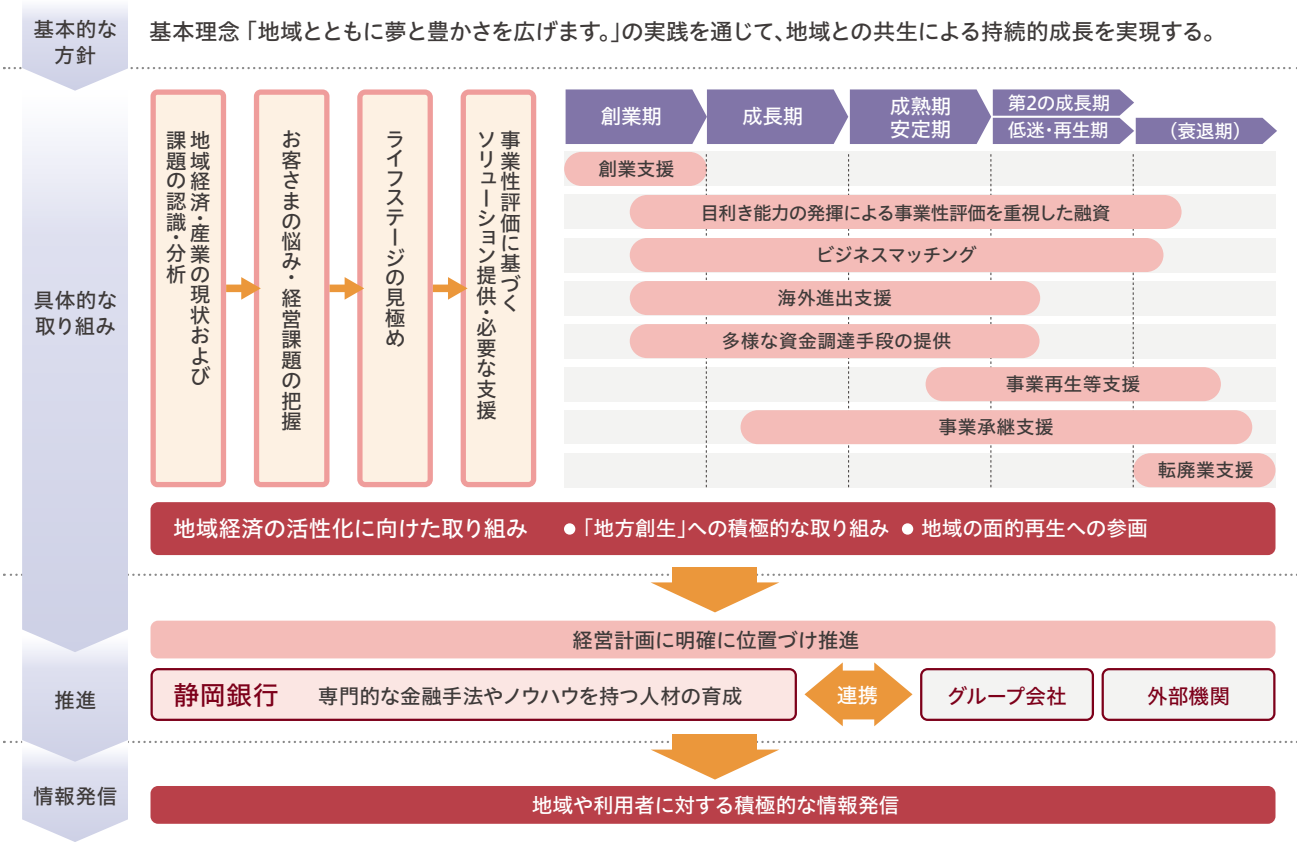 基本的な
方針
基本理念「地域とともに夢と豊かさを広げます。」の実践を通じて、地域との共生による持続的成長を実現する。
具体的な
取り組み
地域経済・産業の現状および
課題の認識・分析
お客さまの悩み・経営課題の把握
ライフステージの見極め
事業性評価に基づく
ソリューション提供・必要な支援
創業期
成長期
成熟期
安定期
第2の成長期
低迷・再生期
（衰退期）
創業支援
目利き能力の発揮による事業性評価を重視した融資
ビジネスマッチング
海外進出支援
多様な資金調達手段の提供
事業再生等支援
事業承継支援
転廃業支援
地域経済の活性化に向けた取り組み ●「地方創生」への積極的な取り組み ● 地域の面的再生への参画
推進
経営計画に明確に位置づけ推進
静岡銀行 専門的な金融手法やノウハウを持つ人材の育成
連携
グループ会社
外部機関
情報発信
地域や利用者に対する積極的な情報発信